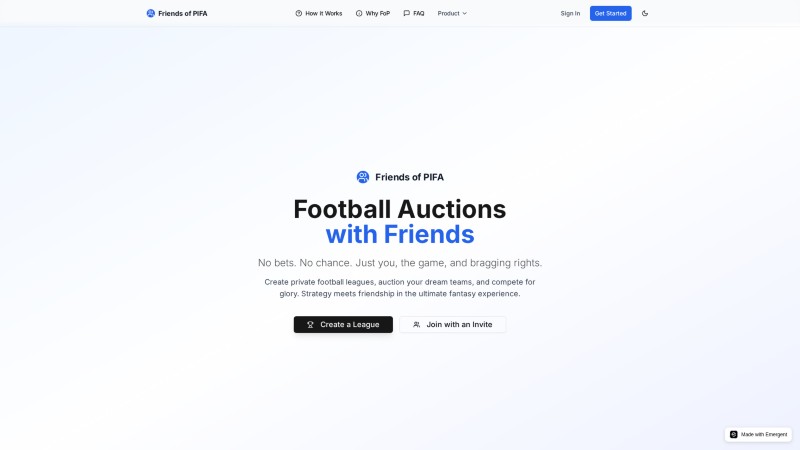 Friends of PIFA
How It Works
Why FoP
FAQ
Product
Sign In
Get Started
Friends of PIFA
Football Auctions
with Friends
No bets. No chance. Just you, the game, and bragging rights.
Create private football leagues, auction your dream teams, and compete for
glory. Strategy meets friendship in the ultimate fantasy experience.
Create a League
Join with an Invite
Made with Emergent